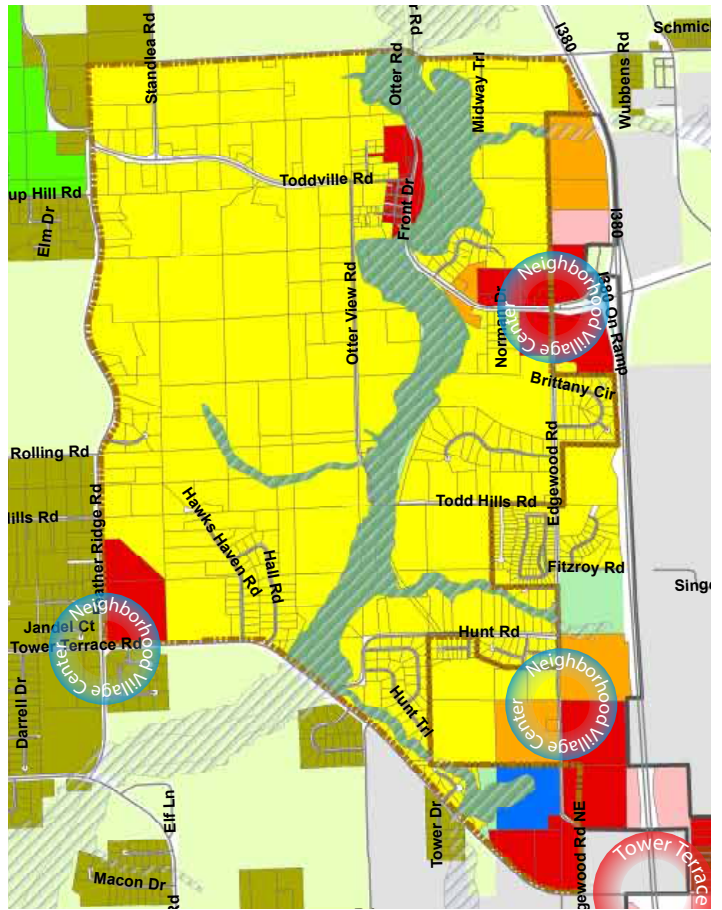 r Rd
I380
Schmick
Standlea Rd
Otter Rd
Midway Trl
Wubbens Rd
up Hill Rd
Elm Dr
Toddville Rd
Front Dr
I380
Neighborhood Village Center
I380 On Ramp
Norman Dr
Otter View Rd
Brittany Cir
Edgewood Rd
Rolling Rd
Hills Rd
eather Ridge Rd
Hawks Haven Rd
Hall Rd
Todd Hills Rd
Fitzroy Rd
Singe
Neighborhood Village Center
Jandel Ct
Tower Terrace Rd
Hunt Rd
Neighborhood Village Center
Hunt Trl
Darrell Dr
Elf Ln
Tower Dr
gewood Rd NE
Tower Terrace
Macon Dr
Rd